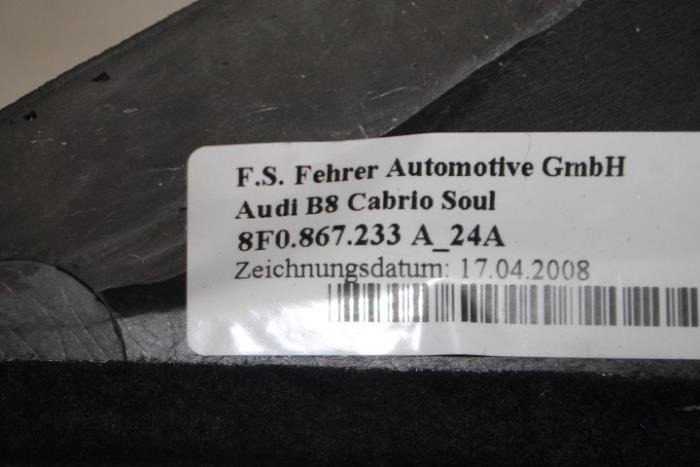 F.S. Fehrer Automotive GmbH
Audi B8 Cabrio Soul
8F0.867.233 A_24A
Zeichnungsdatum: 17.04.2008